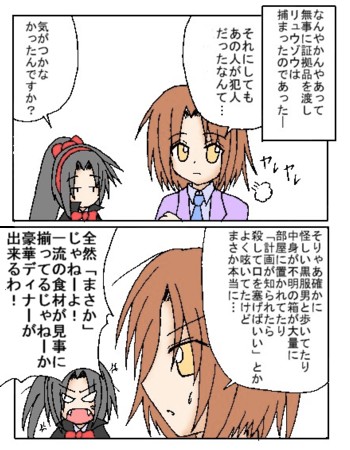 なんやかんやあって
無事に証拠品を渡し
リュウゾウは
捕まったのであった―
それにしても
あの人が犯人
だったなんて…
気がつかな
かったんですか？
ヤレヤレ
そりゃあ確かに
怪しい黒服男と歩いてたり
中身が不明の箱が大量に
部屋に置かれてたり
「計画が知られたら
殺して口を塞げばいい」とか
よく呟いてたけど
まさか本当に…
全然「まさか」
じゃねーよ！
一流の食材が見事に
揃ってるじゃねーか
豪華ディナーが
出来るわ！